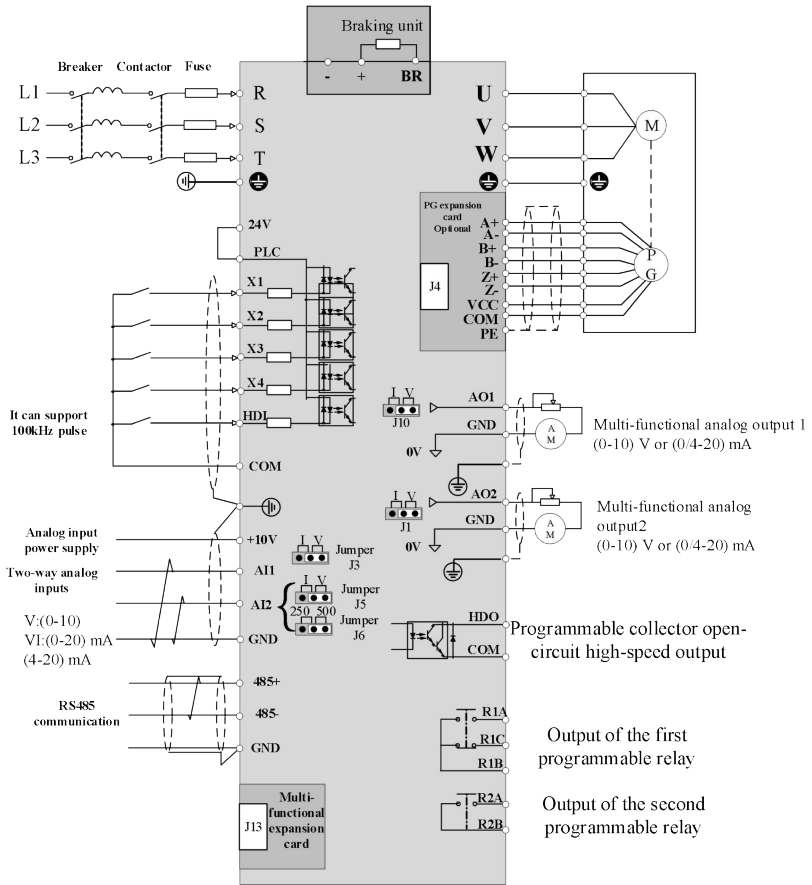 Braking unit
- + BR
Breaker Contactor Fuse
L1
L2
L3
R
S
T
U
V
W
M
PG expansion
card
Optional
J4
A+
A-
B+
B-
Z+
Z-
VCC
COM
PE
P
G
24V
PLC
X1
X2
X3
X4
HDI
COM
It can support
100kHz pulse
I V
J10
AO1
GND
0V
A
M
Multi-functional analog output 1
(0-10) V or (0/4-20) mA
I V
J1
AO2
GND
0V
A
M
Multi-functional analog
output2
(0-10) V or (0/4-20) mA
Analog input
power supply
+10V
Two-way analog
inputs
AI1
AI2
GND
V:(0-10)
VI:(0-20) mA
(4-20) mA
I V
Jumper
J3
I V
Jumper
J5
250 500
Jumper
J6
HDO
COM
Programmable collector open-
circuit high-speed output
RS485
communication
485+
485-
GND
R1A
R1C
R1B
Output of the first
programmable relay
R2A
R2B
Output of the second
programmable relay
J13
Multi-
functional
expansion
card